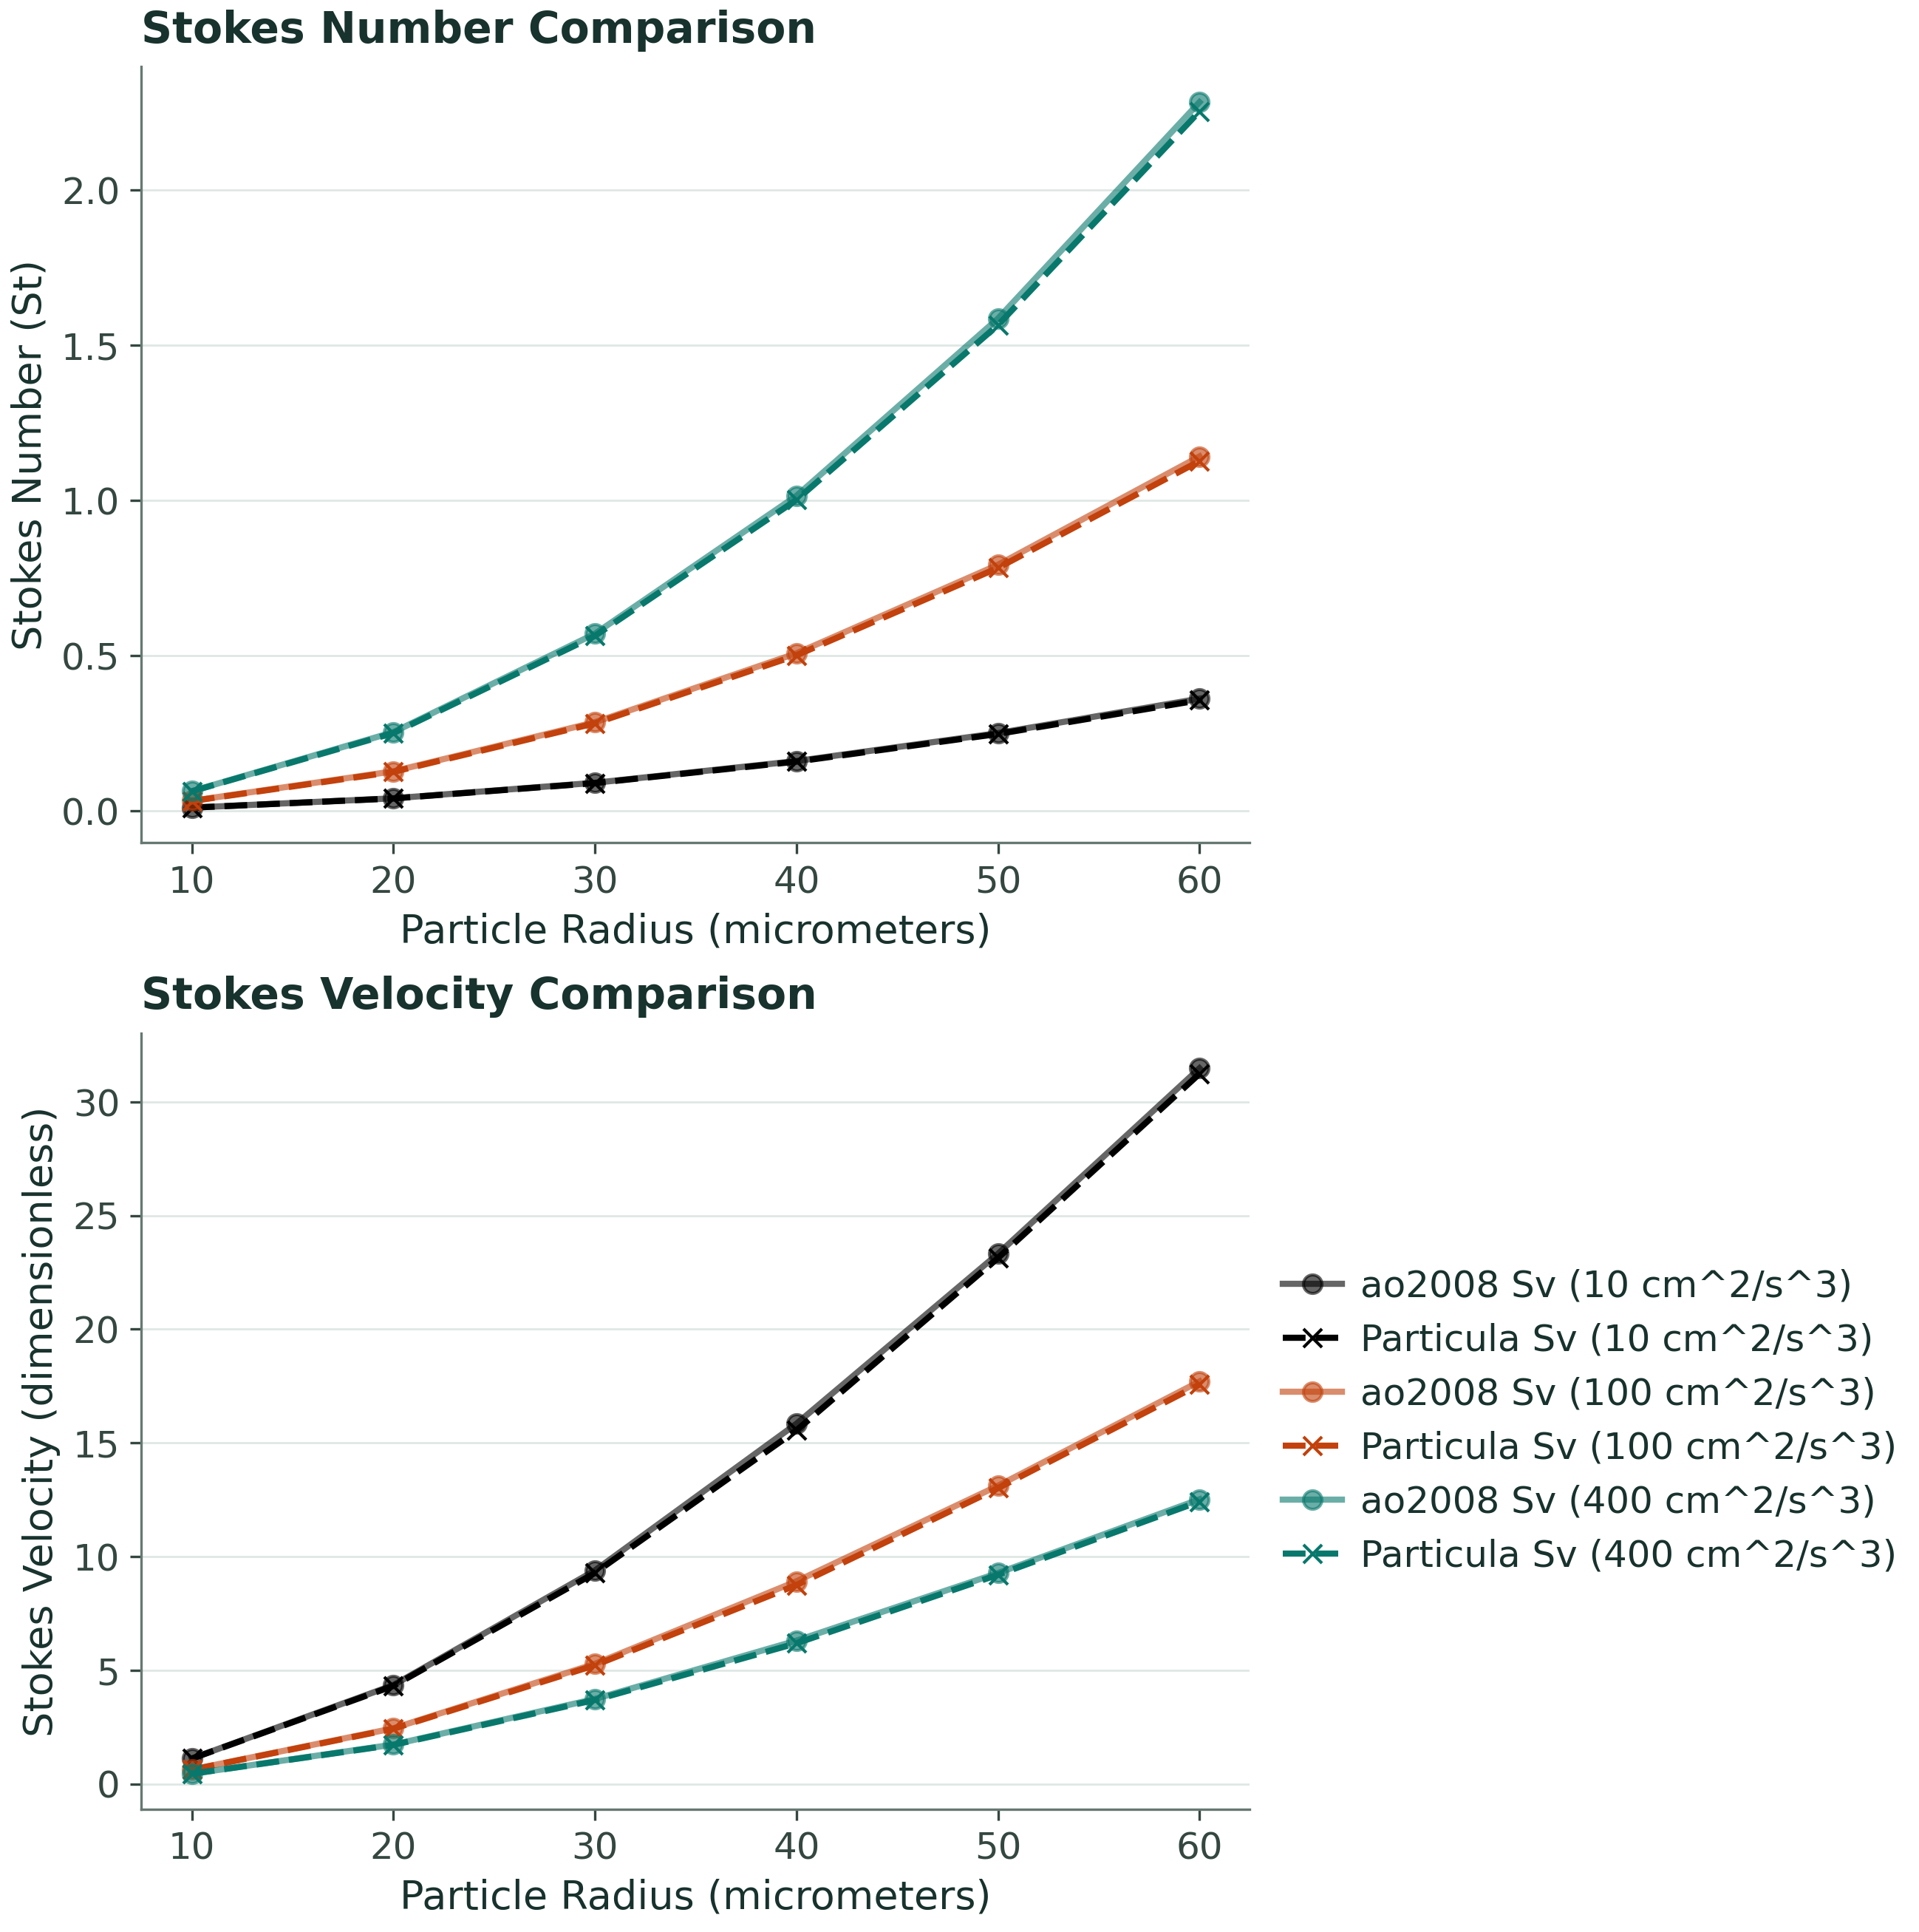 Stokes Number Comparison
Stokes Number (St)
2.0
1.5
1.0
0.5
0.0
10 20 30 40 50 60
Particle Radius (micrometers)
Stokes Velocity Comparison
Stokes Velocity (dimensionless)
30
25
20
15
10
5
0
10 20 30 40 50 60
Particle Radius (micrometers)
ao2008 Sv (10 cm^2/s^3)
Particula Sv (10 cm^2/s^3)
ao2008 Sv (100 cm^2/s^3)
Particula Sv (100 cm^2/s^3)
ao2008 Sv (400 cm^2/s^3)
Particula Sv (400 cm^2/s^3)